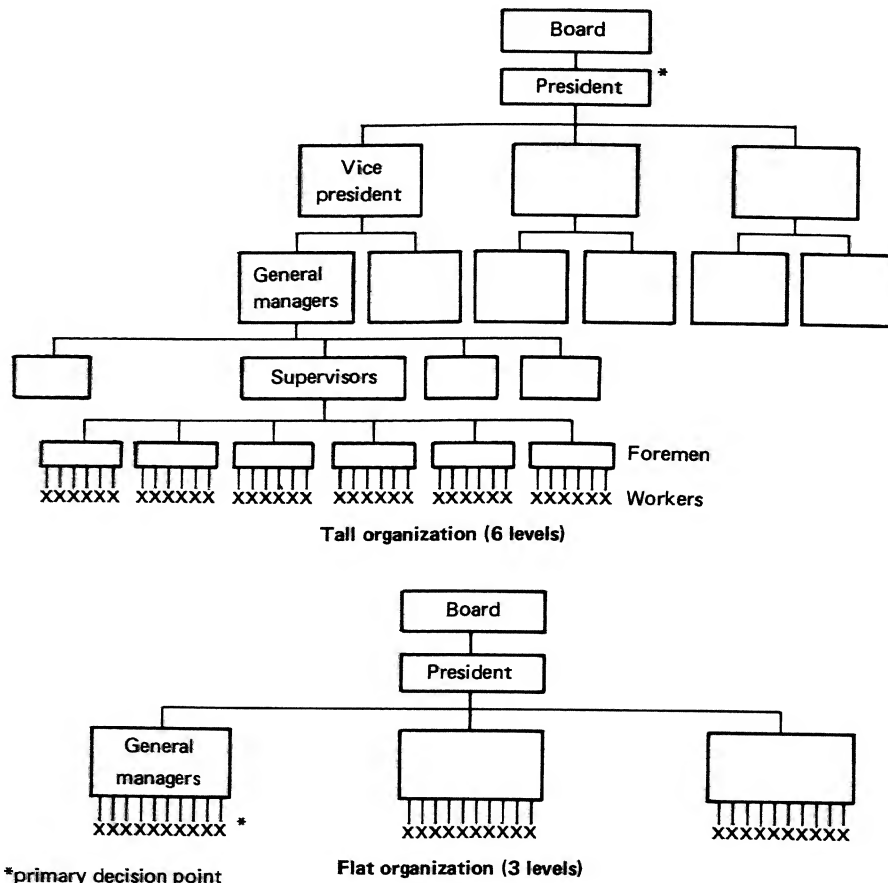 Board
President *
Vice
president
General
managers
Supervisors
Foremen
XXXXXX XXXXXX XXXXXX XXXXXX XXXXXX XXXXXX Workers
Tall organization (6 levels)
Board
President
General
managers
XXXXXXXXXX * XXXXXXXXXX XXXXXXXXXX
*primary decision point
Flat organization (3 levels)